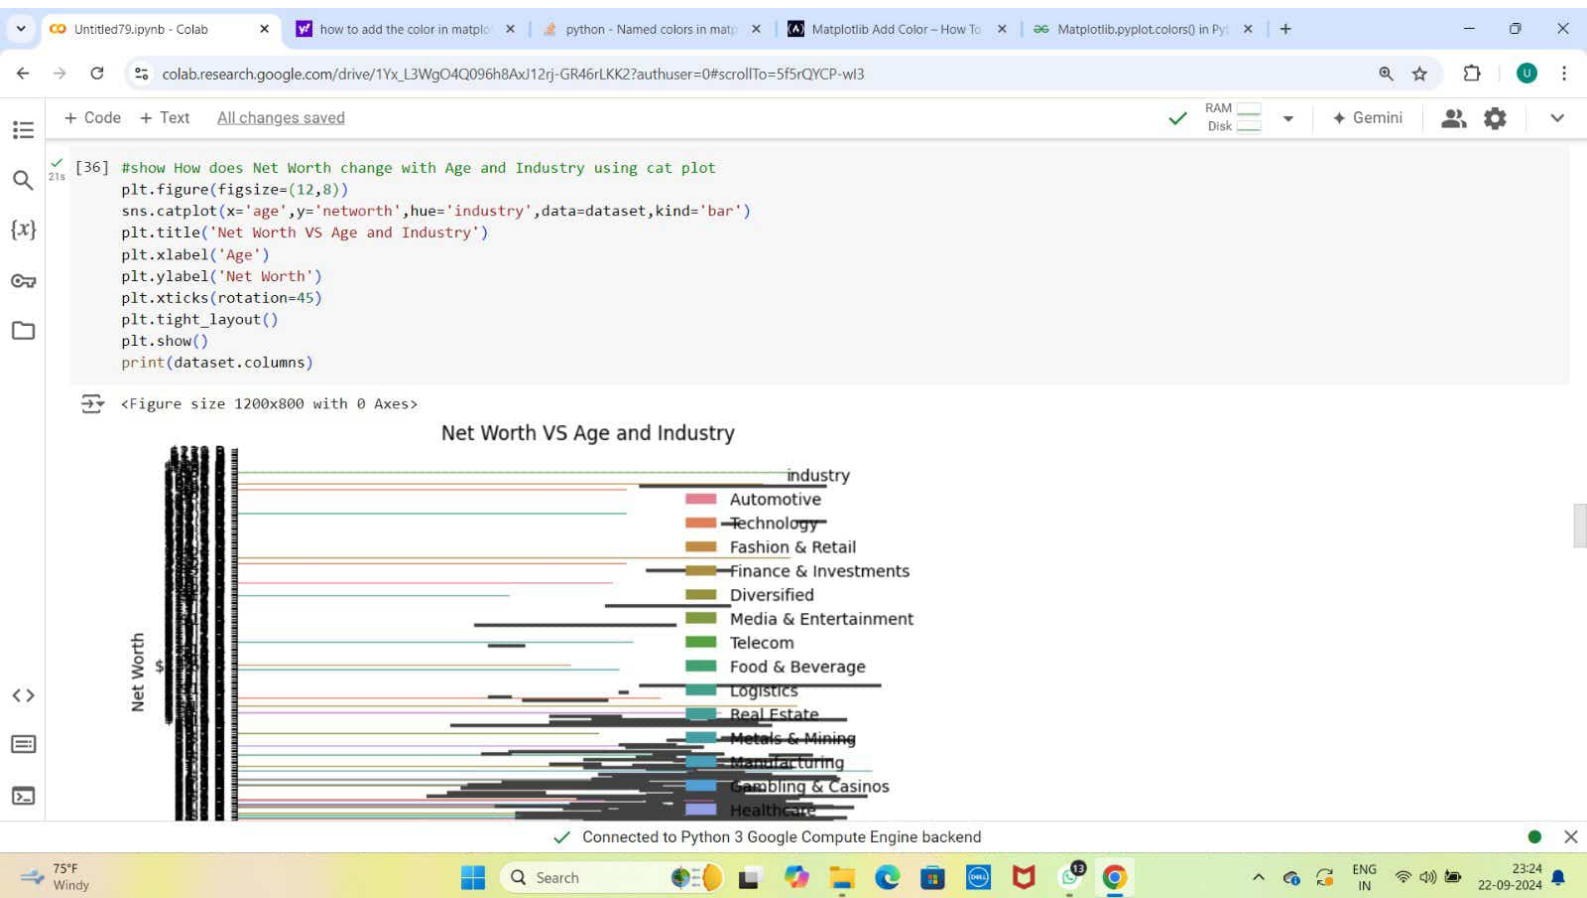 Untitled79.ipynb - Colab
how to add the color in matplo
python - Named colors in matp
Matplotlib Add Color – How To
Matplotlib.pyplot.colors() in Pyt
colab.research.google.com/drive/1Yx_L3WgO4Q096h8AxJ12rj-GR46rLKK2?authuser=0#scrollTo=5f5rQYCP-wI3
U
+ Code + Text All changes saved
RAM
Disk
Gemini
[36] #show How does Net Worth change with Age and Industry using cat plot
21s
plt.figure(figsize=(12,8))
sns.catplot(x='age',y='networth',hue='industry',data=dataset,kind='bar')
plt.title('Net Worth VS Age and Industry')
plt.xlabel('Age')
plt.ylabel('Net Worth')
plt.xticks(rotation=45)
plt.tight_layout()
plt.show()
print(dataset.columns)
<Figure size 1200x800 with 0 Axes>
Net Worth VS Age and Industry
Net Worth
industry
Automotive
Technology
Fashion & Retail
Finance & Investments
Diversified
Media & Entertainment
Telecom
Food & Beverage
Logistics
Real Estate
Metals & Mining
Manufacturing
Gambling & Casinos
Healthcare
Connected to Python 3 Google Compute Engine backend
75°F
Windy
Search
DELL
13
ENG
IN
23:24
22-09-2024